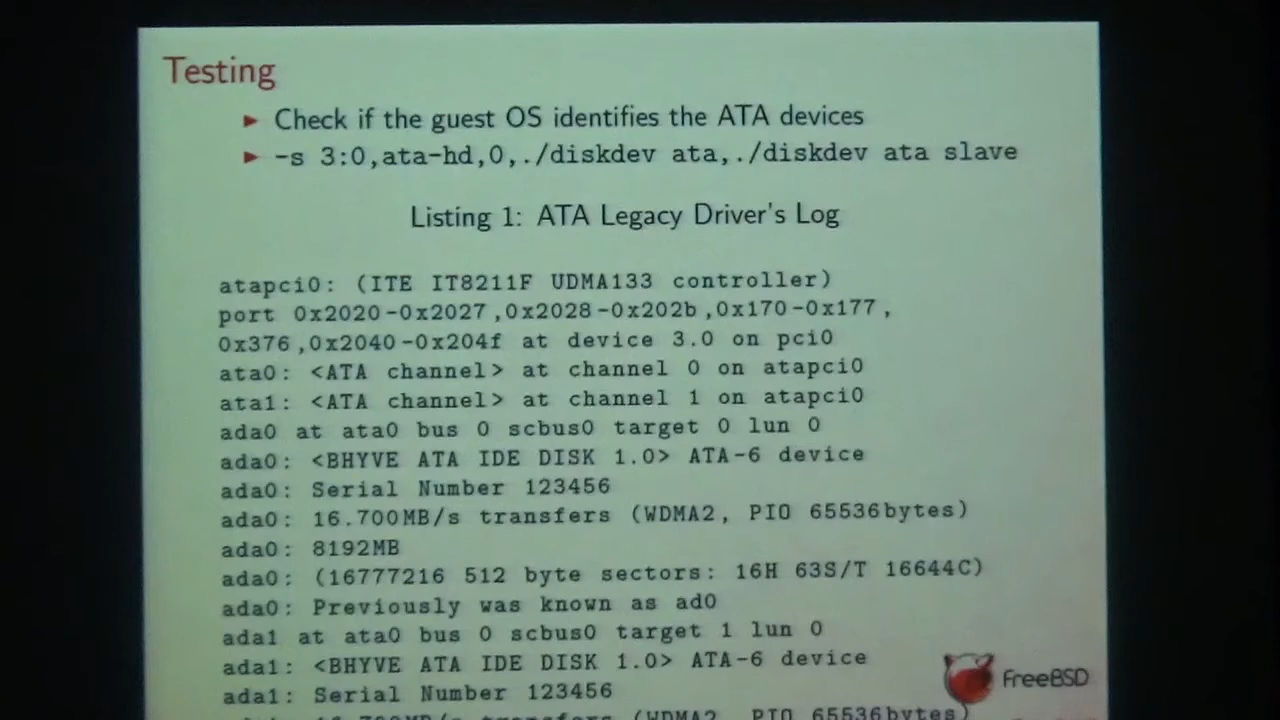 Testing
► Check if the guest OS identifies the ATA devices
► -s 3:0,ata-hd,0,./diskdev ata,./diskdev ata slave
Listing 1: ATA Legacy Driver's Log
atapci0: (ITE IT8211F UDMA133 controller)
port 0x2020-0x2027,0x2028-0x202b,0x170-0x177,
0x376,0x2040-0x204f at device 3.0 on pci0
ata0: <ATA channel> at channel 0 on atapci0
ata1: <ATA channel> at channel 1 on atapci0
ada0 at ata0 bus 0 scbus0 target 0 lun 0
ada0: <BHYVE ATA IDE DISK 1.0> ATA-6 device
ada0: Serial Number 123456
ada0: 16.700MB/s transfers (WDMA2, PIO 65536bytes)
ada0: 8192MB
ada0: (16777216 512 byte sectors: 16H 63S/T 16644C)
ada0: Previously was known as ad0
ada1 at ata0 bus 0 scbus0 target 1 lun 0
ada1: <BHYVE ATA IDE DISK 1.0> ATA-6 device
ada1: Serial Number 123456
16.700MB/s transfers (WDMA2, PIO 65536bytes)
FreeBSD